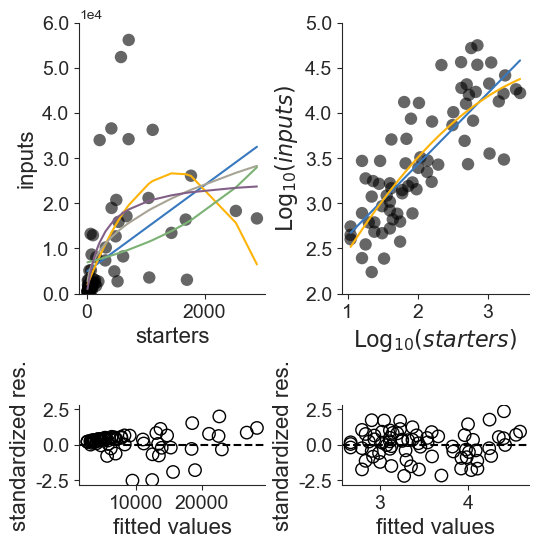 1e4
6.0
5.0
4.0
3.0
2.0
1.0
0.0
inputs
0 2000
starters
5.0
4.5
4.0
3.5
3.0
2.5
2.0
Log10(inputs)
1 2 3
Log10(starters)
2.5
0.0
-2.5
standardized res.
10000 20000
fitted values
2.5
0.0
-2.5
standardized res.
3 4
fitted values